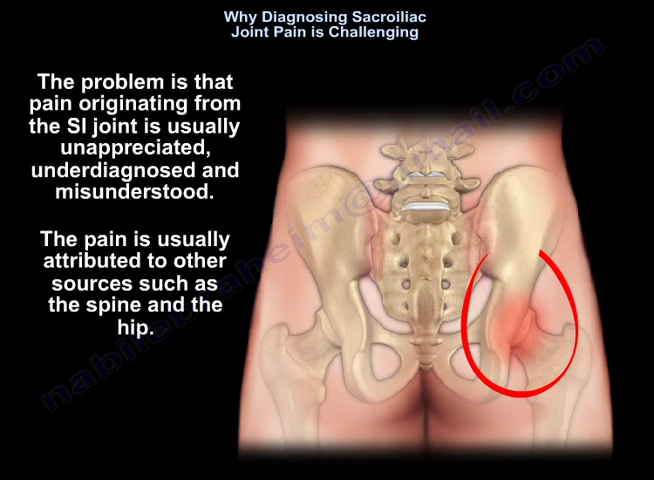 Why Diagnosing Sacroiliac
Joint Pain is Challenging
The problem is that
pain originating from
the SI joint is usually
unappreciated,
underdiagnosed and
misunderstood.
The pain is usually
attributed to other
sources such as
the spine and the
hip.